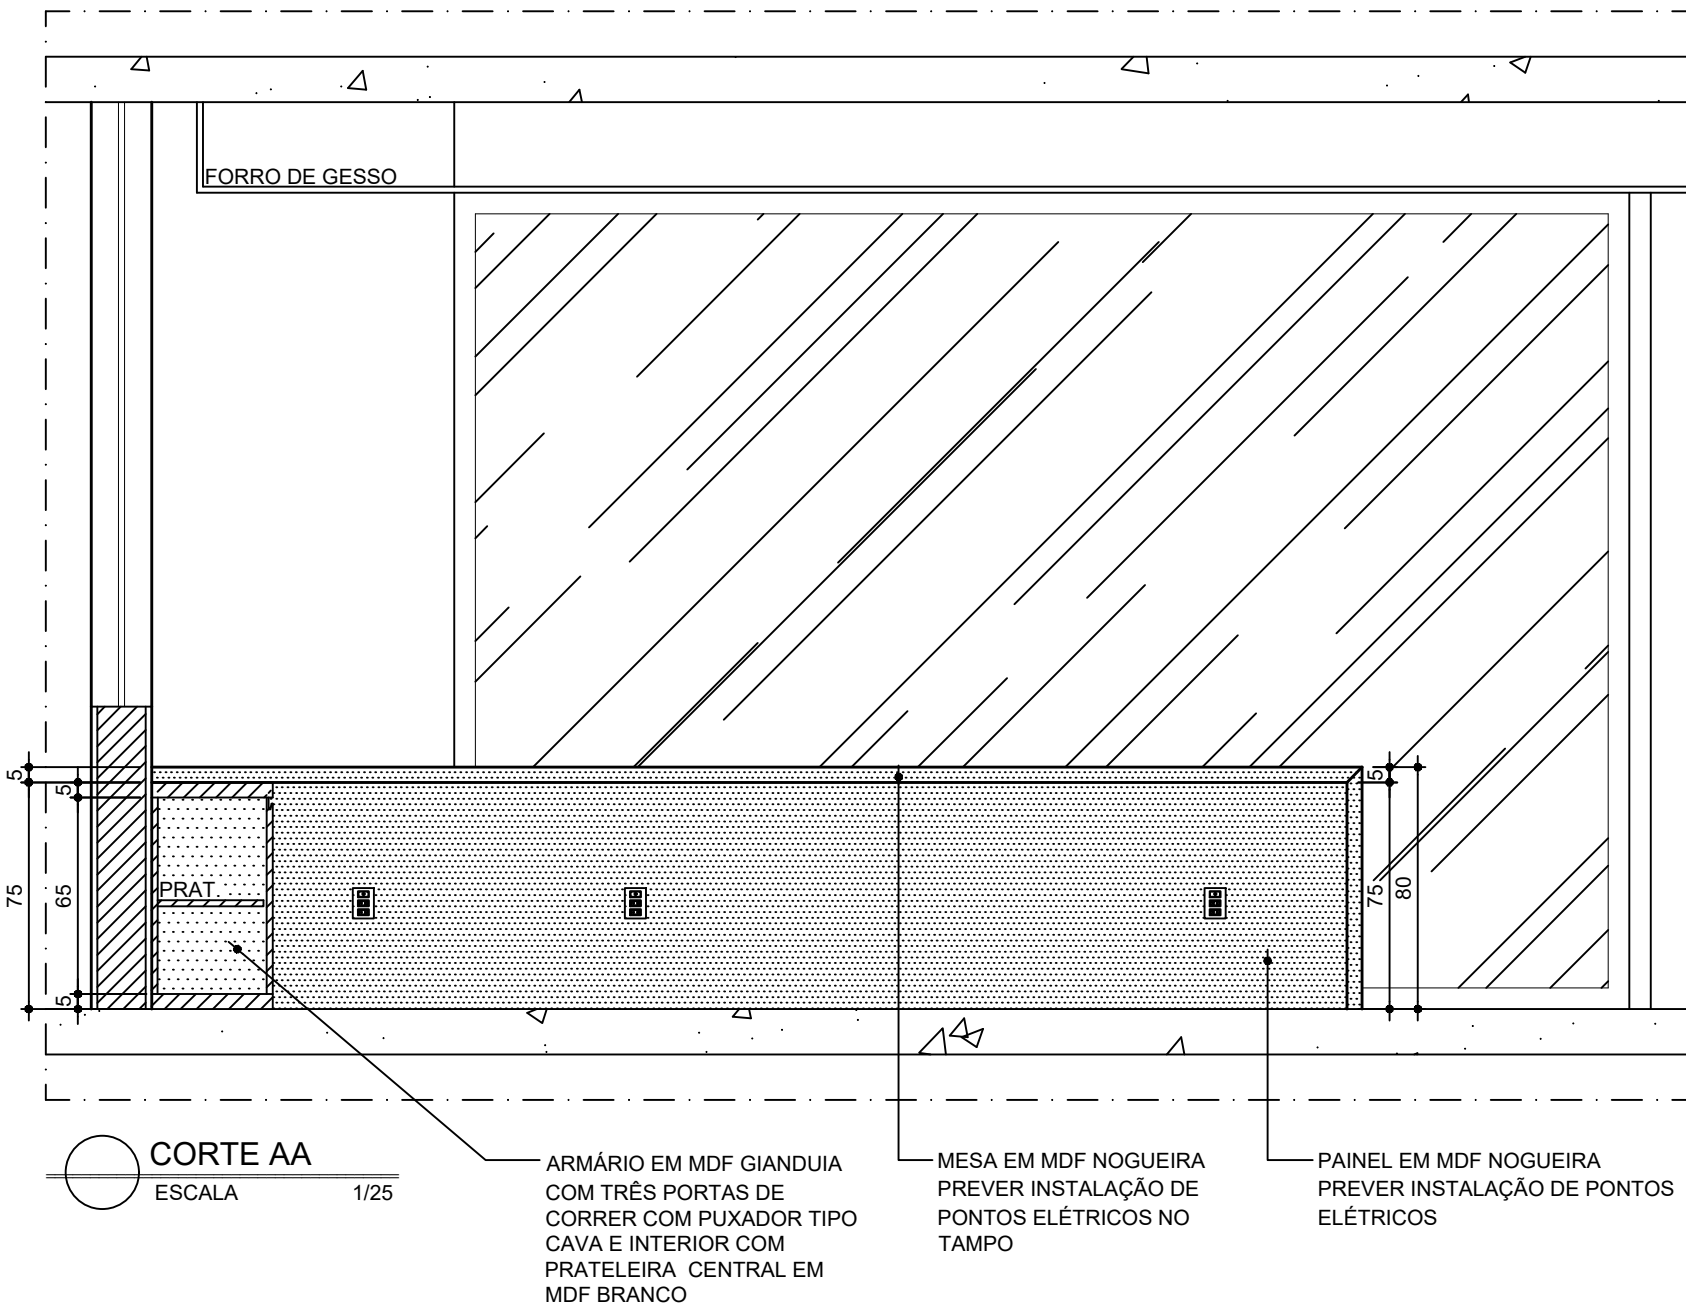 FORRO DE GESSO
5
5
5
PRAT.
75
65
75
80
5
CORTE AA
ESCALA 1/25
ARMÁRIO EM MDF GIANDUIA
COM TRÊS PORTAS DE
CORRER COM PUXADOR TIPO
CAVA E INTERIOR COM
PRATELEIRA CENTRAL EM
MDF BRANCO
MESA EM MDF NOGUEIRA
PREVER INSTALAÇÃO DE
PONTOS ELÉTRICOS NO
TAMPO
PAINEL EM MDF NOGUEIRA
PREVER INSTALAÇÃO DE PONTOS
ELÉTRICOS